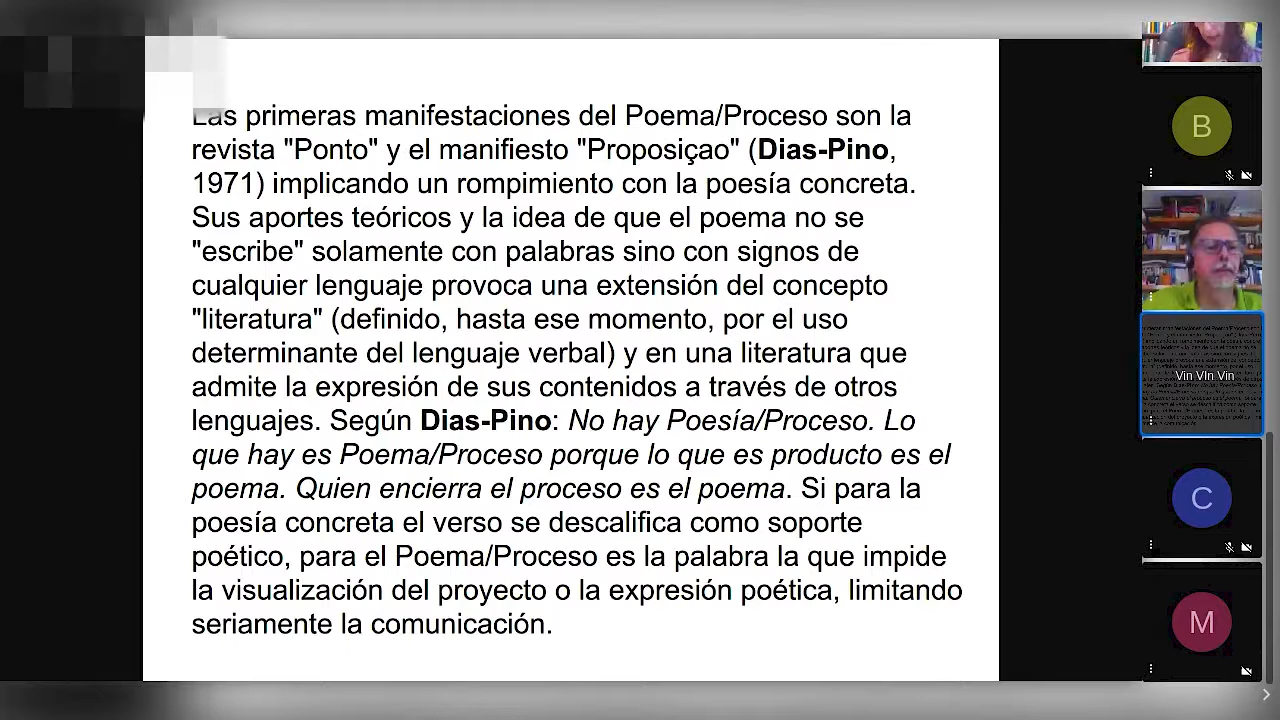 Las primeras manifestaciones del Poema/Proceso son la
revista "Ponto" y el manifiesto "Proposiçao" (Dias-Pino,
1971) implicando un rompimiento con la poesía concreta.
Sus aportes teóricos y la idea de que el poema no se
"escribe" solamente con palabras sino con signos de
cualquier lenguaje provoca una extensión del concepto
"literatura" (definido, hasta ese momento, por el uso
determinante del lenguaje verbal) y en una literatura que
admite la expresión de sus contenidos a través de otros
lenguajes. Según Dias-Pino: No hay Poesía/Proceso. Lo
que hay es Poema/Proceso porque lo que es producto es el
poema. Quien encierra el proceso es el poema. Si para la
poesía concreta el verso se descalifica como soporte
poético, para el Poema/Proceso es la palabra la que impide
la visualización del proyecto o la expresión poética, limitando
seriamente la comunicación.
B
Vin VIn Vin
C
M